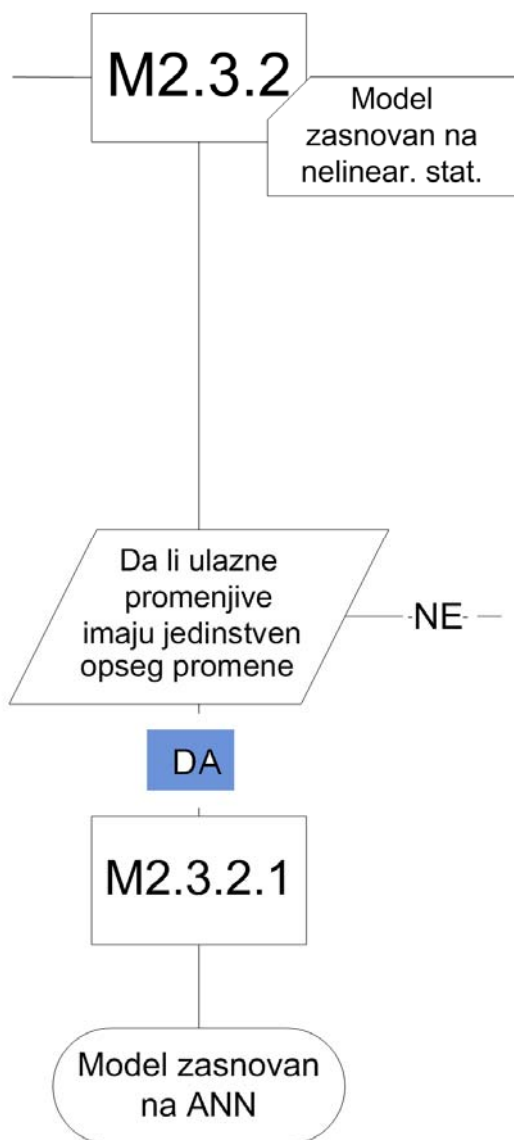 M2.3.2
Model
zasnovan na
nelinear. stat.
Da li ulazne
promenjive
imaju jedinstven
opseg promene
NE
DA
M2.3.2.1
Model zasnovan
na ANN